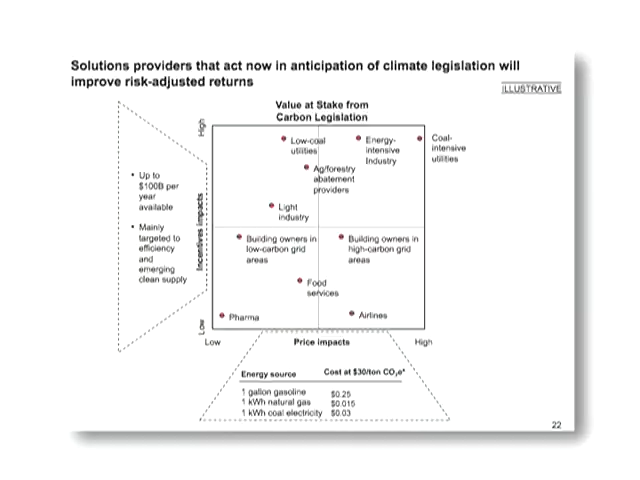 Solutions providers that act now in anticipation of climate legislation will
improve risk-adjusted returns
ILLUSTRATIVE
Value at Stake from
Carbon Legislation
High
Incentives impacts
Low
• Up to
$100B per
year
available
• Mainly
targeted to
efficiency
and
emerging
clean supply
Low-coal
utilities
Energy-
intensive
Industry
Coal-
intensive
utilities
Ag/forestry
abatement
providers
Light
industry
Building owners in
low-carbon grid
areas
Building owners in
high-carbon grid
areas
Food
services
Pharma
Airlines
Low
Price impacts
High
Energy source
Cost at $30/ton CO₂e*
1 gallon gasoline $0.25
1 kWh natural gas $0.015
1 kWh coal electricity $0.03
22